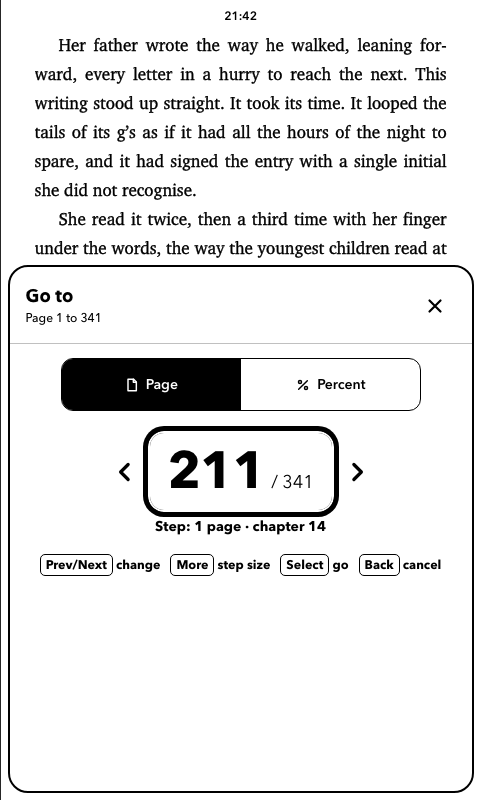 21:42
Her father wrote the way he walked, leaning for-
ward, every letter in a hurry to reach the next. This
writing stood up straight. It took its time. It looped the
tails of its g’s as if it had all the hours of the night to
spare, and it had signed the entry with a single initial
she did not recognise.
She read it twice, then a third time with her finger
under the words, the way the youngest children read at
Go to
Page 1 to 341
Page
Percent
211 / 341
Step: 1 page · chapter 14
Prev/Next change More step size Select go Back cancel